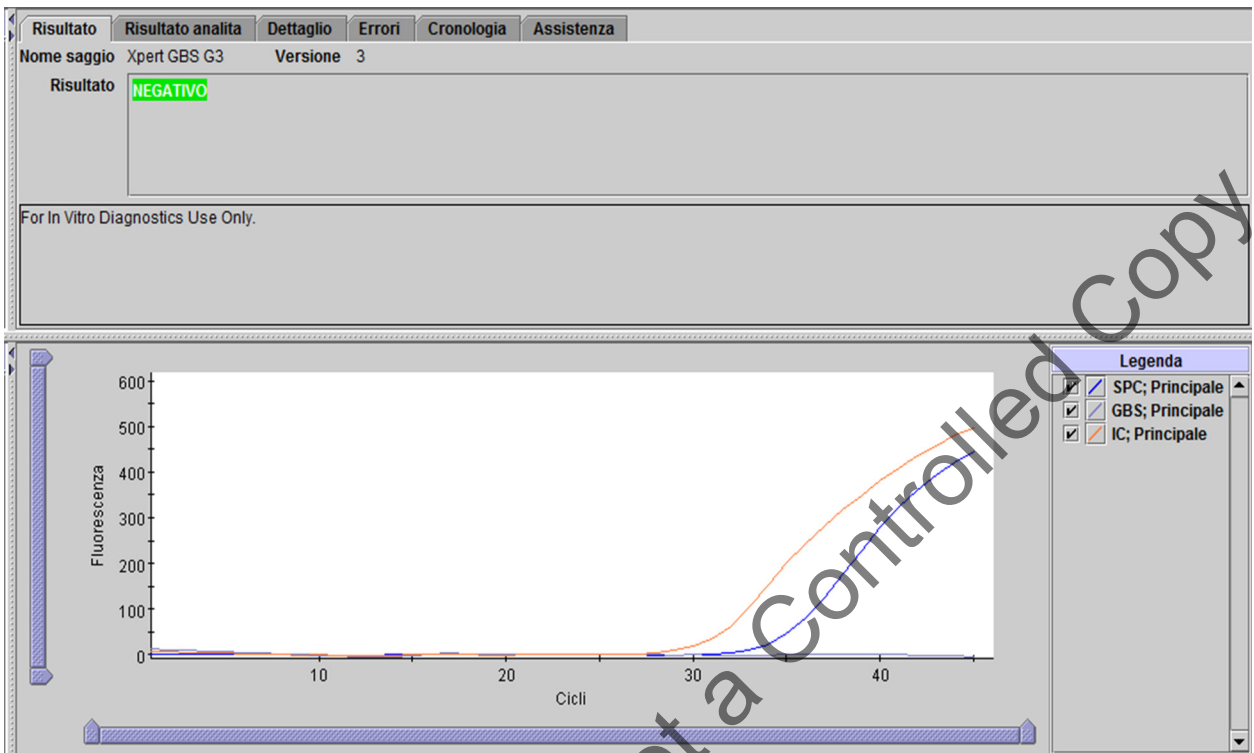 Risultato Risultato analita Dettaglio Errori Cronologia Assistenza
Nome saggio Xpert GBS G3 Versione 3
Risultato NEGATIVO
For In Vitro Diagnostics Use Only.
Legenda
SPC; Principale
GBS; Principale
IC; Principale
600
500
400
300
200
100
0
Fluorescenza
10 20 30 40
Cicli
a Controlled Copy